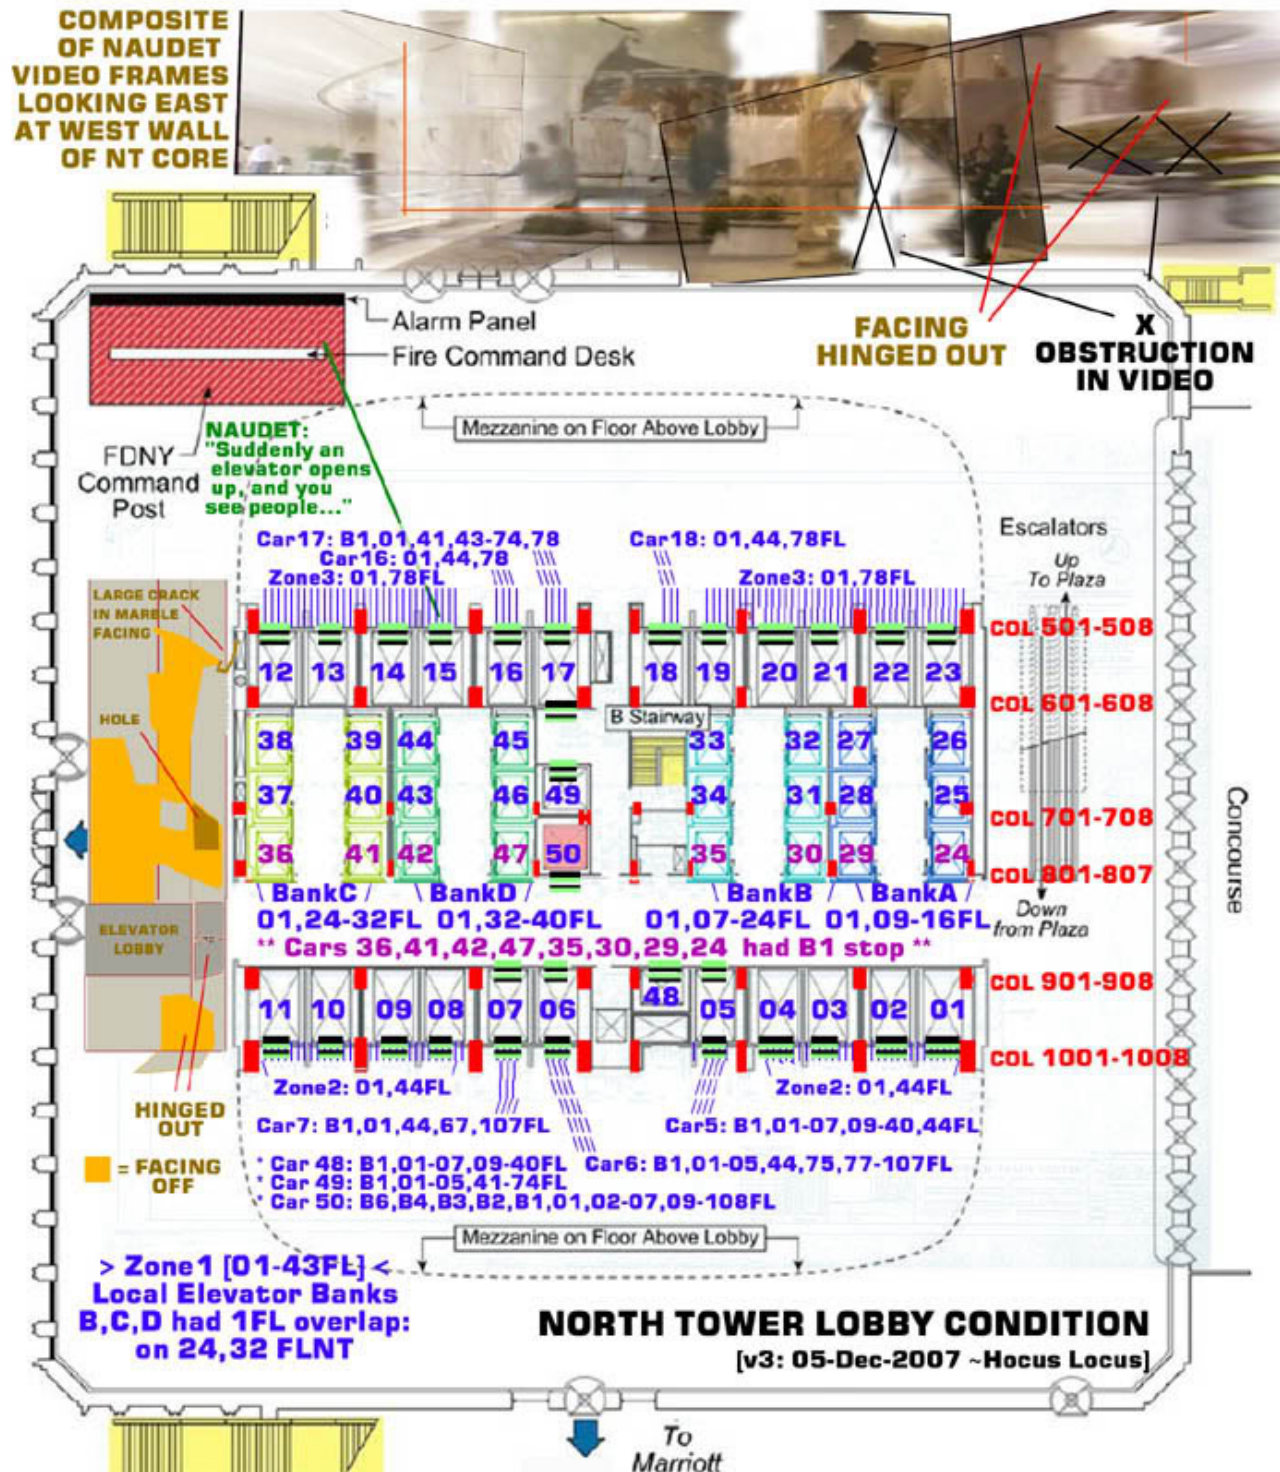 COMPOSITE
OF NAUDET
VIDEO FRAMES
LOOKING EAST
AT WEST WALL
OF NT CORE
FACING
HINGED OUT
X
OBSTRUCTION
IN VIDEO
Alarm Panel
Fire Command Desk
FDNY
Command
Post
NAUDET:
"Suddenly an
elevator opens
up, and you
see people..."
Mezzanine on Floor Above Lobby
Escalators
Up
To Plaza
Car17: B1,01,41,43-74,78
Car16: 01,44,78
Zone3: 01,78FL
Car18: 01,44,78FL
Zone3: 01,78FL
LARGE CRACK
IN MARBLE
FACING
HOLE
COL 501-508
12 13 14 15 16 17 18 19 20 21 22 23
COL 601-608
B Stairway
38 39 44 45 33 32 27 26
37 40 43 46 49 34 31 28 25
COL 701-708
36 41 42 47 50 35 30 29 24
COL 801-807
BankC BankD BankB BankA
01,24-32FL 01,32-40FL 01,07-24FL 01,09-16FL
Down
from Plaza
Concourse
** Cars 36,41,42,47,35,30,29,24 had B1 stop **
ELEVATOR
LOBBY
COL 901-908
11 10 09 08 07 06 48 05 04 03 02 01
COL 1001-1008
Zone2: 01,44FL
Zone2: 01,44FL
HINGED
OUT
Car7: B1,01,44,67,107FL
Car5: B1,01-07,09-40,44FL
= FACING
OFF
* Car 48: B1,01-07,09-40FL
Car6: B1,01-05,44,75,77-107FL
* Car 49: B1,01-05,41-74FL
* Car 50: B6,B4,B3,B2,B1,01,02-07,09-108FL
Mezzanine on Floor Above Lobby
> Zone1 [01-43FL] <
Local Elevator Banks
B,C,D had 1FL overlap:
on 24,32 FLNT
NORTH TOWER LOBBY CONDITION
[v3: 05-Dec-2007 ~Hocus Locus]
To
Marriott